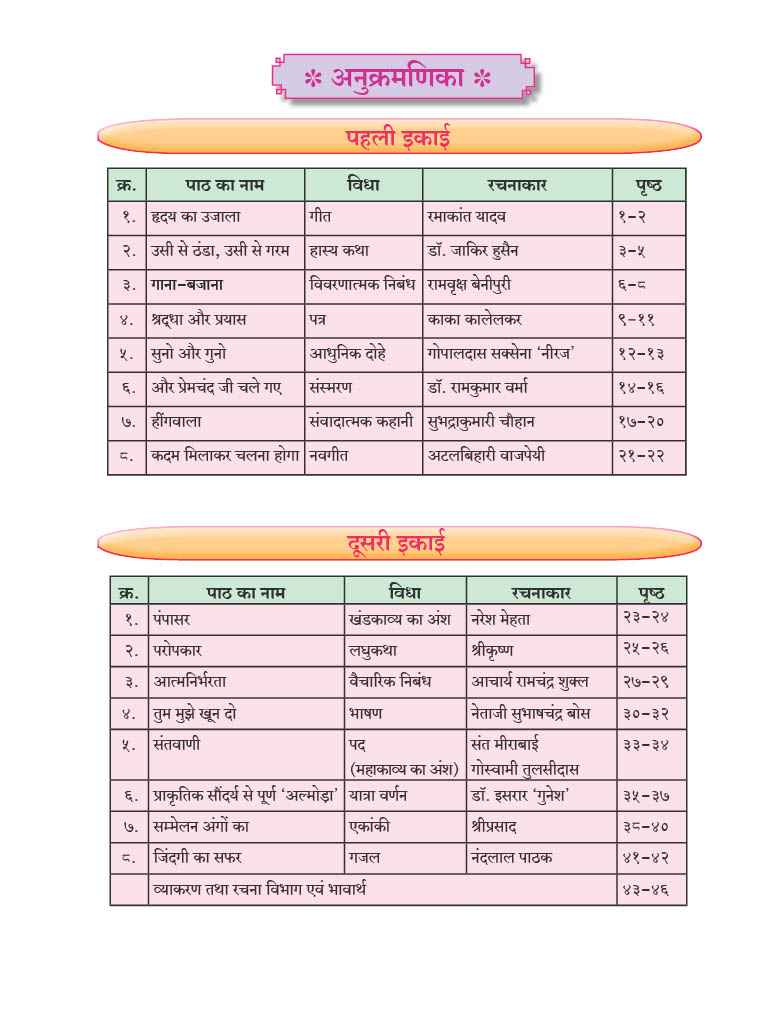 ✽ अनुक्रमणिका ✽
पहली इकाई
क्र. पाठ का नाम विधा रचनाकार पृष्ठ
१. हृदय का उजाला गीत रमाकांत यादव १-२
२. उसी से ठंडा, उसी से गरम हास्य कथा डॉ. जाकिर हुसैन ३-५
३. गाना-बजाना विवरणात्मक निबंध रामवृक्ष बेनीपुरी ६-८
४. श्रद्धा और प्रयास पत्र काका कालेलकर ९-११
५. सुनो और गुनो आधुनिक दोहे गोपालदास सक्सेना ‘नीरज’ १२-१३
६. और प्रेमचंद जी चले गए संस्मरण डॉ. रामकुमार वर्मा १४-१६
७. हींगवाला संवादात्मक कहानी सुभद्राकुमारी चौहान १७-२०
८. कदम मिलाकर चलना होगा नवगीत अटलबिहारी वाजपेयी २१-२२
दूसरी इकाई
क्र. पाठ का नाम विधा रचनाकार पृष्ठ
१. पंपासर खंडकाव्य का अंश नरेश मेहता २३-२४
२. परोपकार लघुकथा श्रीकृष्ण २५-२६
३. आत्मनिर्भरता वैचारिक निबंध आचार्य रामचंद्र शुक्ल २७-२९
४. तुम मुझे खून दो भाषण नेताजी सुभाषचंद्र बोस ३०-३२
५. संतवाणी पद संत मीराबाई ३३-३४
(महाकाव्य का अंश) गोस्वामी तुलसीदास
६. प्राकृतिक सौंदर्य से पूर्ण ‘अल्मोड़ा’ यात्रा वर्णन डॉ. इसरार ‘गुनेश’ ३५-३७
७. सम्मेलन अंगों का एकांकी श्रीप्रसाद ३८-४०
८. जिंदगी का सफर गजल नंदलाल पाठक ४१-४२
व्याकरण तथा रचना विभाग एवं भावार्थ ४३-४६